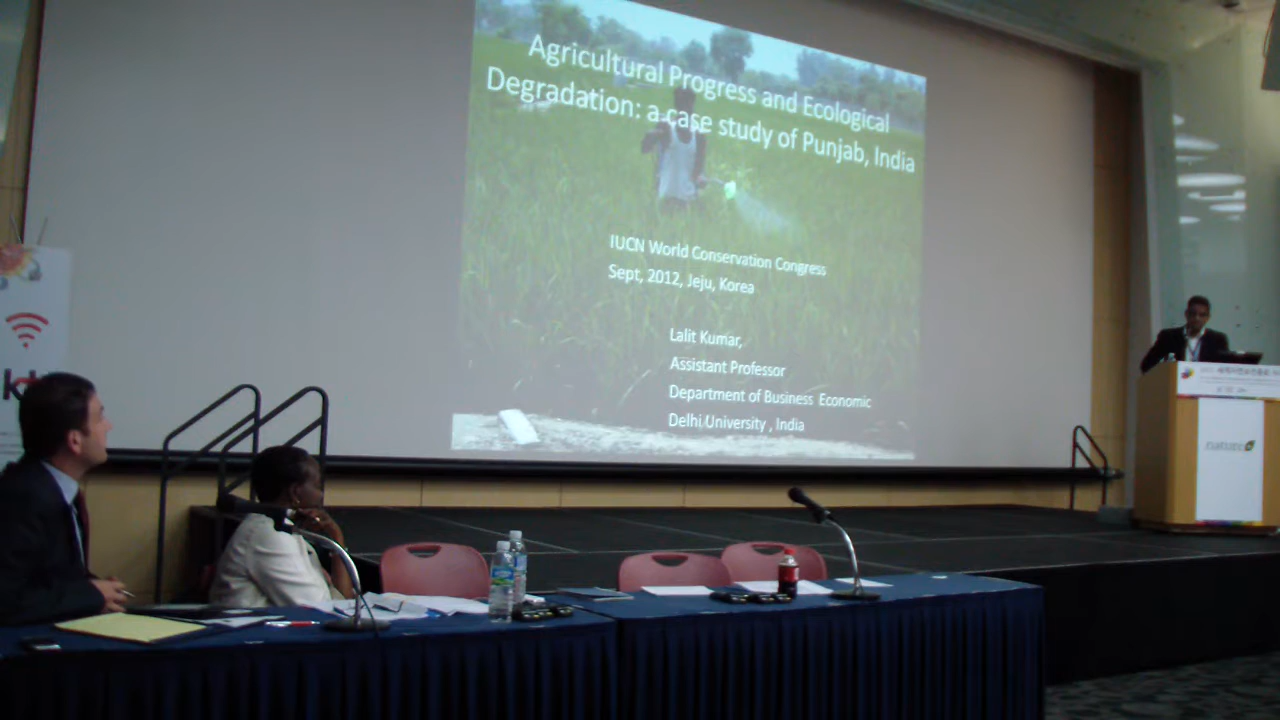 Agricultural Progress and Ecological
Degradation: a case study of Punjab, India
IUCN World Conservation Congress
Sept, 2012, Jeju, Korea
Lalit Kumar,
Assistant Professor
Department of Business Economic
Delhi University , India
nature